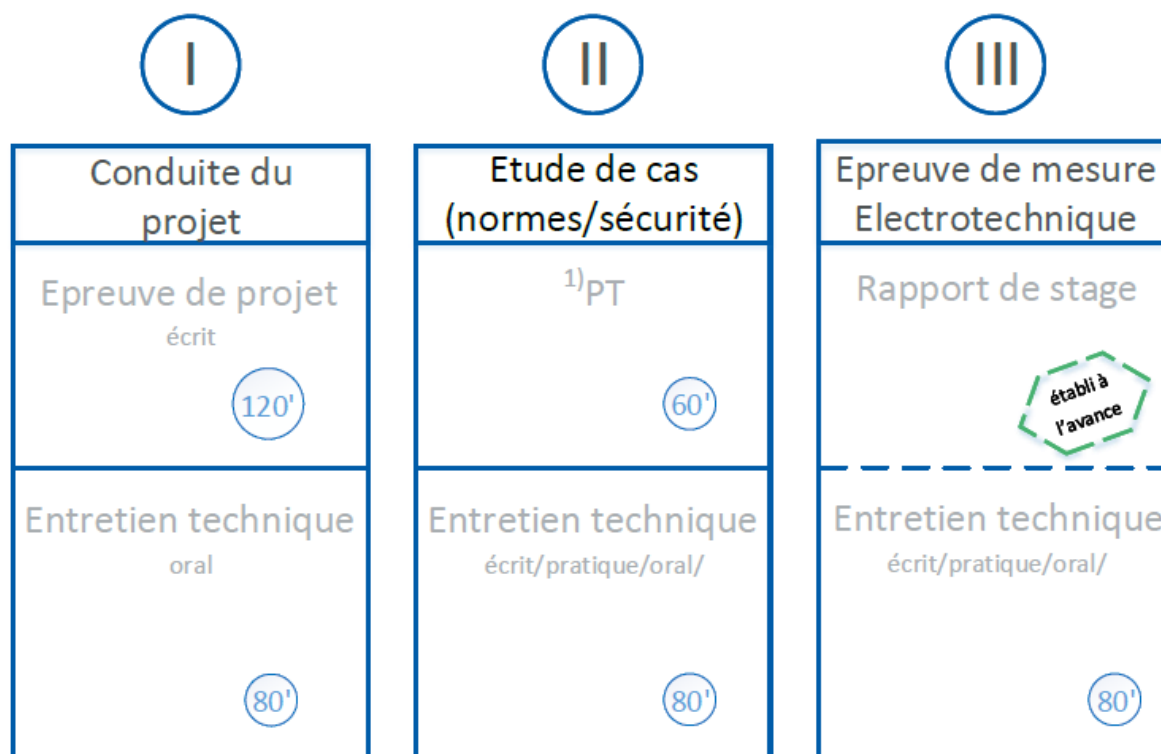 I
II
III
Conduite du
projet
Epreuve de projet
écrit
120'
Entretien technique
oral
80'
Etude de cas
(normes/sécurité)
1)PT
60'
Entretien technique
écrit/pratique/oral/
80'
Epreuve de mesure
Electrotechnique
Rapport de stage
établi à
l'avance
Entretien technique
écrit/pratique/oral/
80'